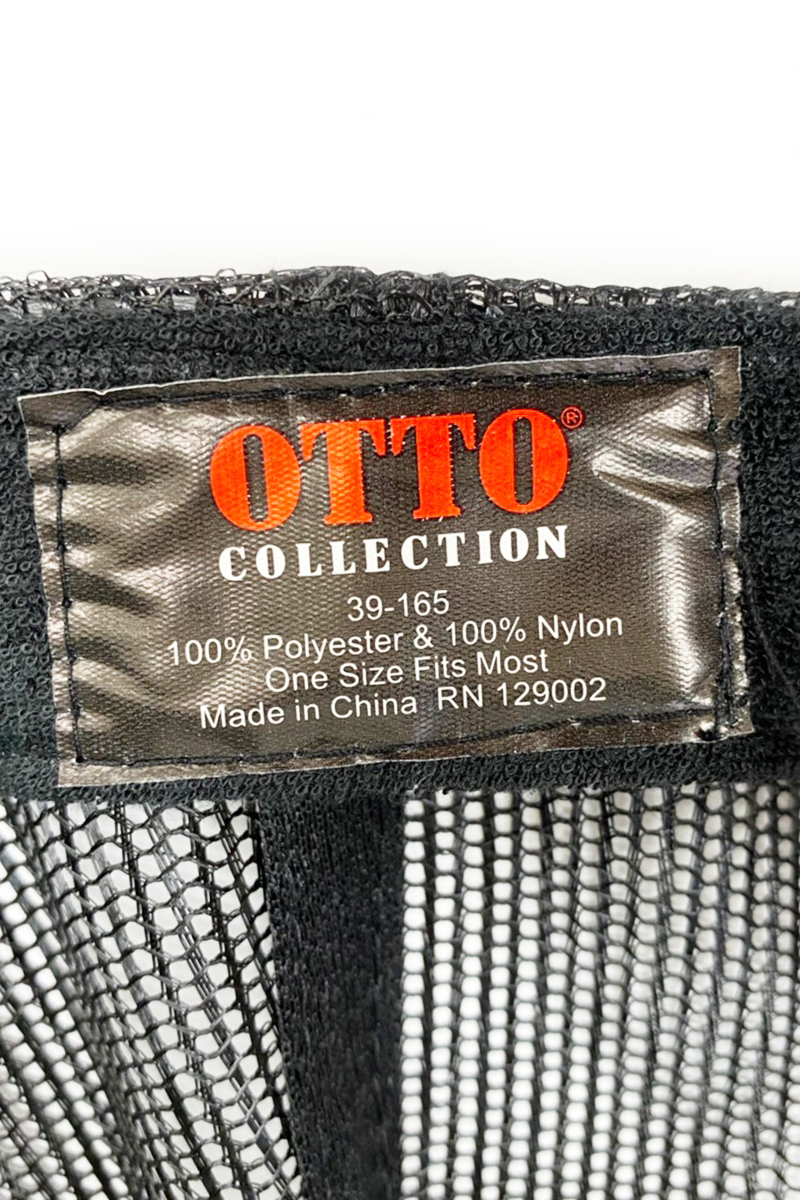 OTTO®
COLLECTION
39-165
100% Polyester & 100% Nylon
One Size Fits Most
Made in China RN 129002